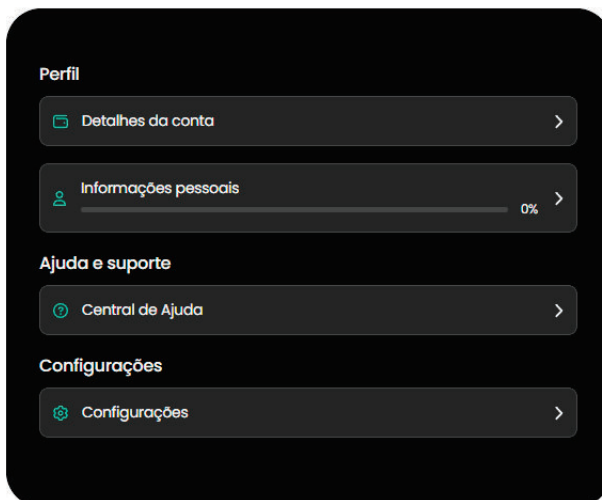 Perfil
Detalhes da conta
Informações pessoais
0%
Ajuda e suporte
Central de Ajuda
Configurações
Configurações